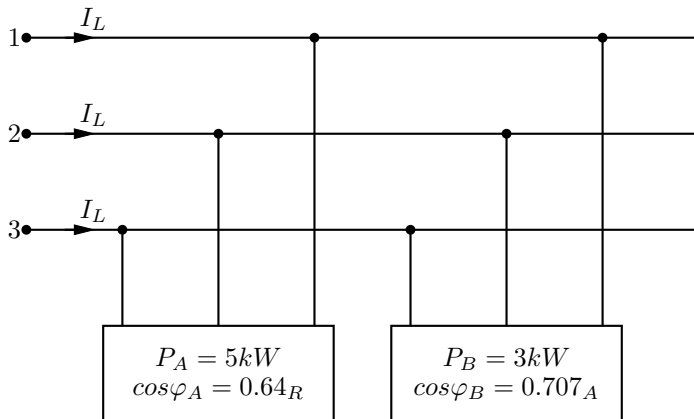 I_L
1
I_L
2
I_L
3
P_A = 5kW
cosφ_A = 0.64_R
P_B = 3kW
cosφ_B = 0.707_A